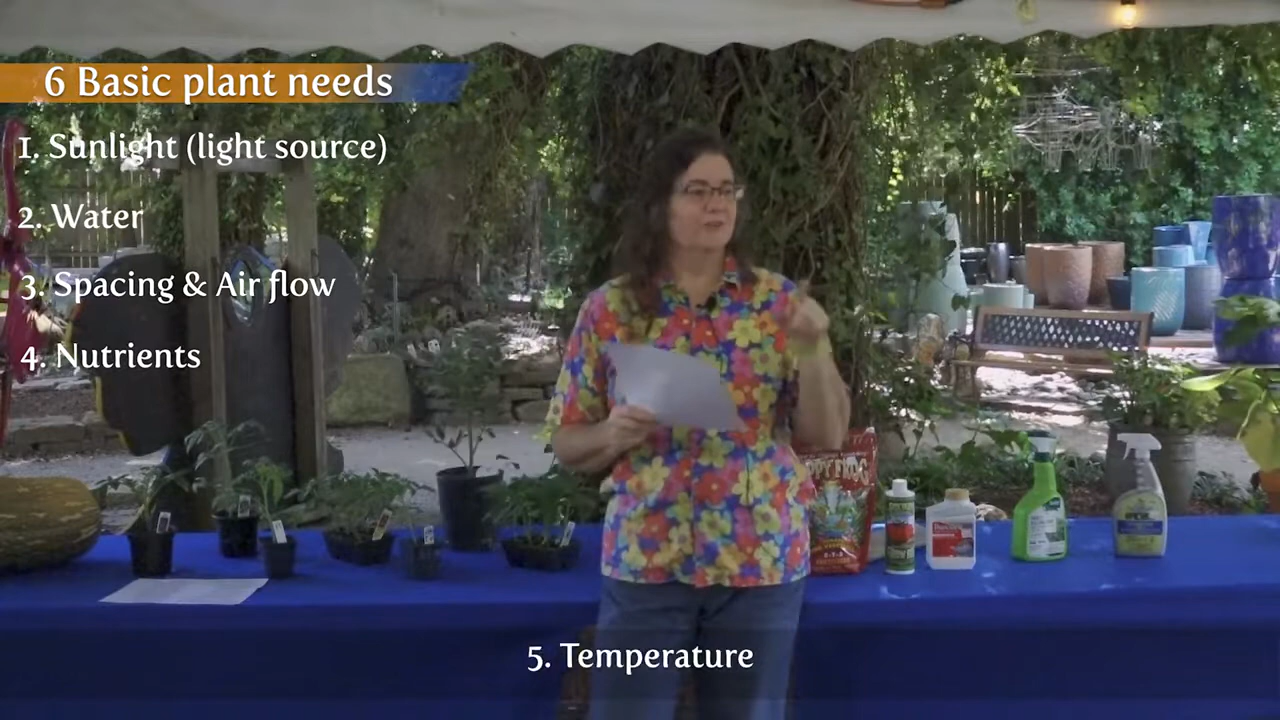 6 Basic plant needs
1. Sunlight (light source)
2. Water
3. Spacing & Air flow
4. Nutrients
5. Temperature